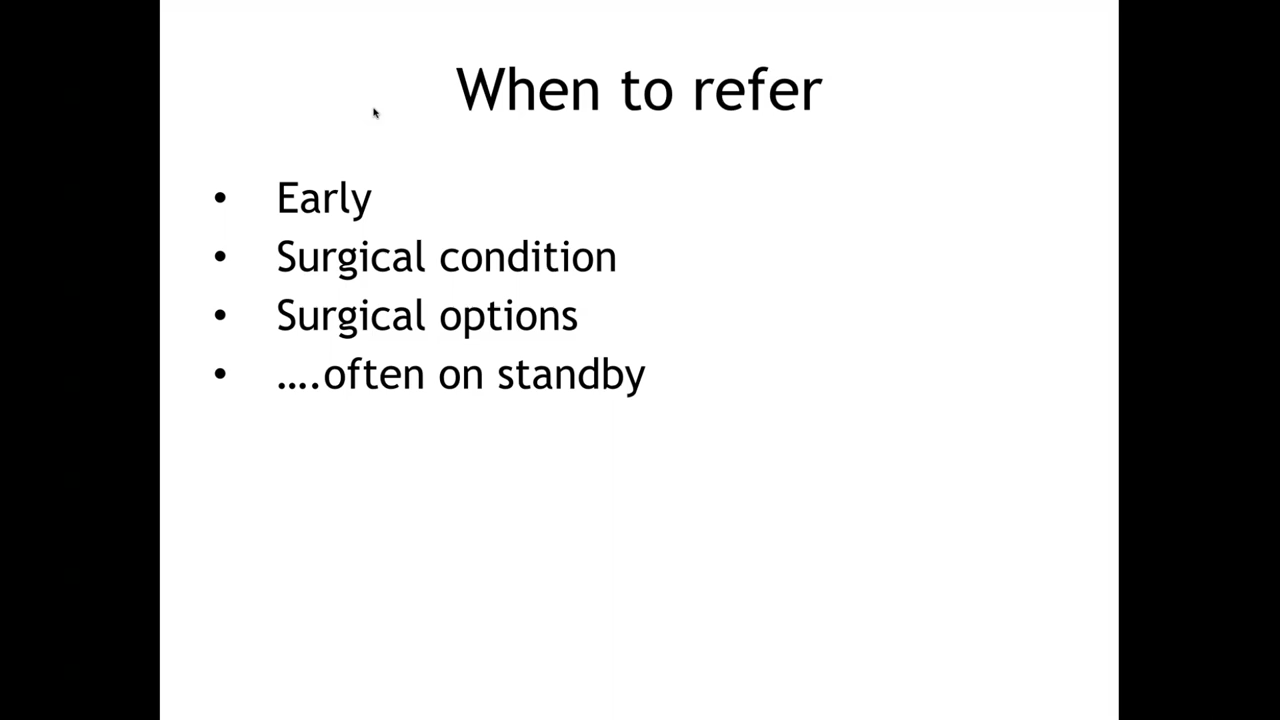 When to refer
• Early
• Surgical condition
• Surgical options
• ....often on standby